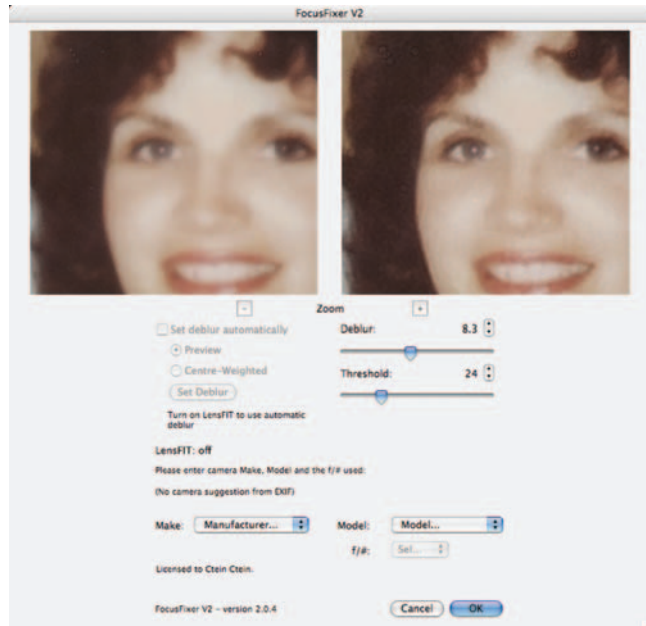 FocusFixer V2
- Zoom +
Set deblur automatically
Deblur: 8.3
Preview
Centre-Weighted
Threshold: 24
Set Deblur
Turn on LensFIT to use automatic
deblur
LensFIT: off
Please enter camera Make, Model and the f/# used:
(No camera suggestion from EXIF)
Make: Manufacturer... Model: Model...
f/#: Sel...
Licensed to Ctein Ctein.
FocusFixer V2 - version 2.0.4 Cancel OK